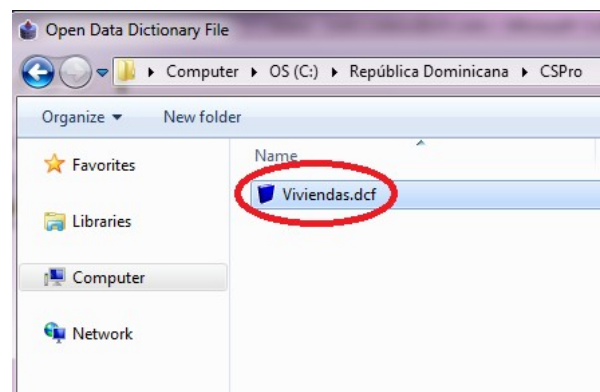 Open Data Dictionary File
Computer ▸ OS (C:) ▸ República Dominicana ▸ CSPro
Organize ▾ New folder
Favorites
Name
Viviendas.dcf
Libraries
Computer
Network